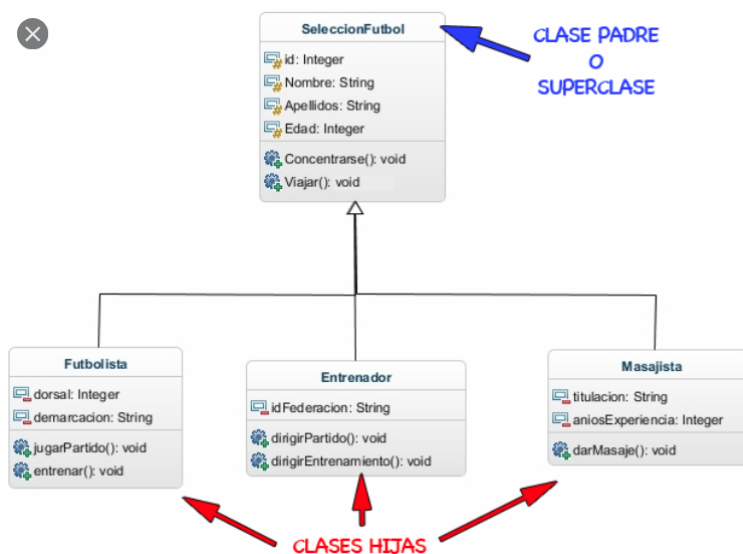 SeleccionFutbol
id: Integer
Nombre: String
Apellidos: String
Edad: Integer
Concentrarse(): void
Viajar(): void
CLASE PADRE
O
SUPERCLASE
Futbolista
dorsal: Integer
demarcacion: String
jugarPartido(): void
entrenar(): void
Entrenador
idFederacion: String
dirigirPartido(): void
dirigirEntrenamiento(): void
Masajista
titulacion: String
aniosExperiencia: Integer
darMasaje(): void
CLASES HIJAS